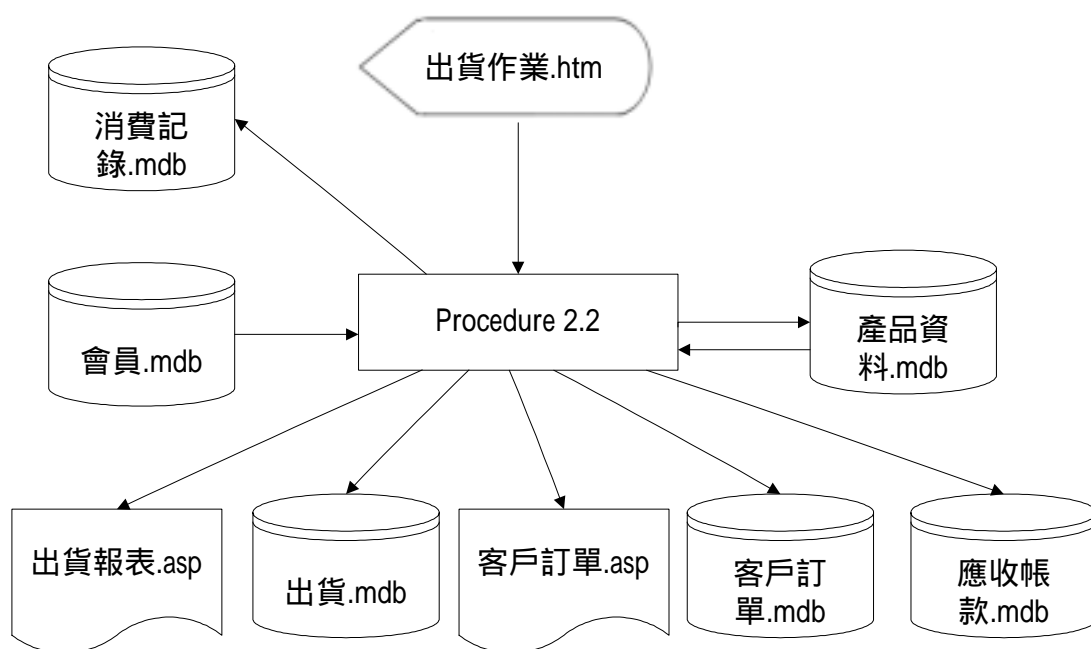 出貨作業.htm
消費記
錄.mdb
Procedure 2.2
會員.mdb
產品資
料.mdb
出貨報表.asp
出貨.mdb
客戶訂單.asp
客戶訂
單.mdb
應收帳
款.mdb